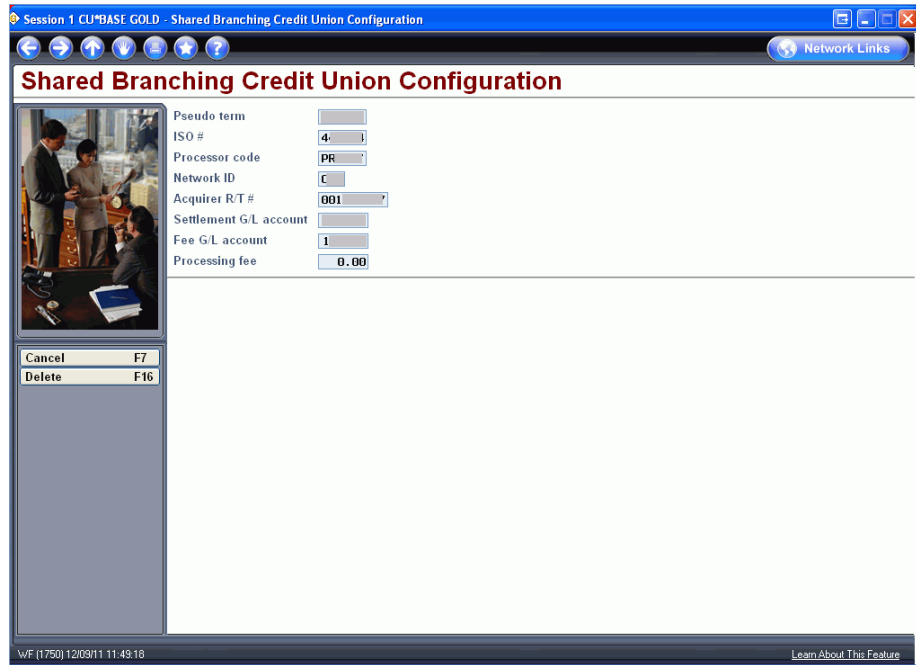 Session 1 CU*BASE GOLD - Shared Branching Credit Union Configuration
Network Links
Shared Branching Credit Union Configuration
Pseudo term
ISO #
Processor code PR
Network ID
Acquirer R/T # 001
Settlement G/L account
Fee G/L account 1
Processing fee 0.00
Cancel F7
Delete F16
WF (1750) 12/09/11 11:49:18 Learn About This Feature